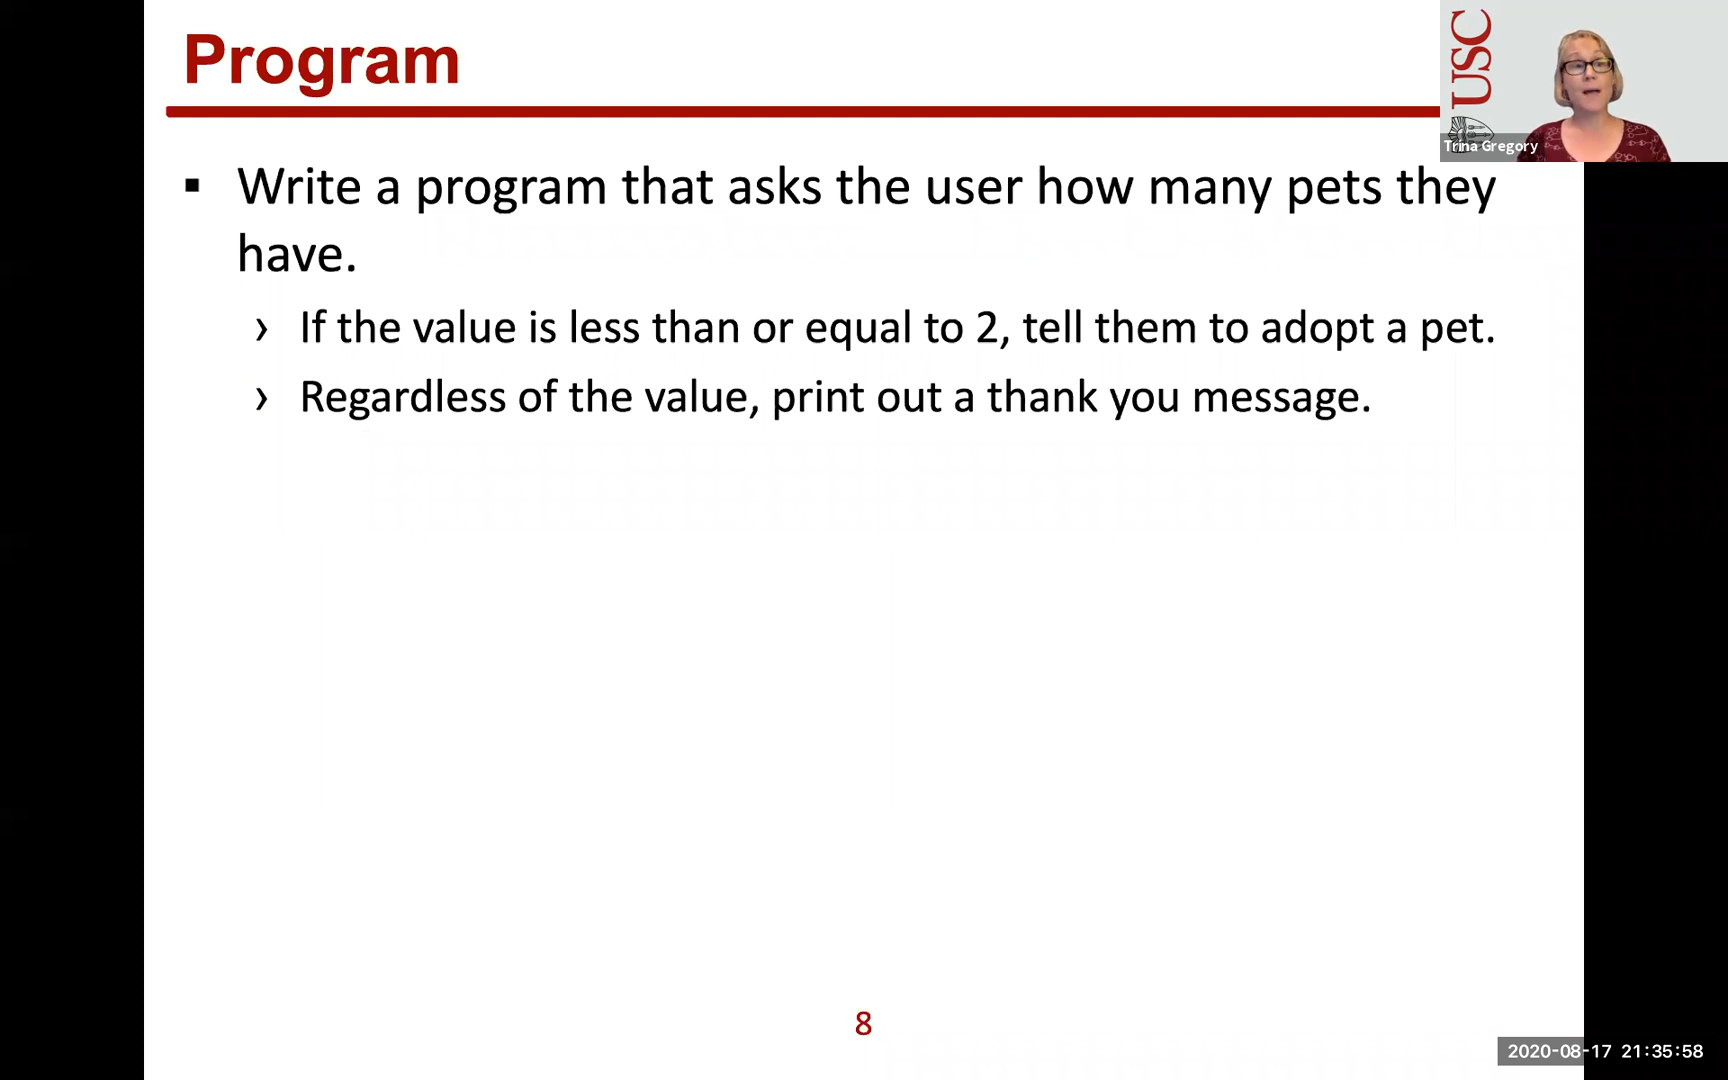 Program
USC
Trina Gregory
▪ Write a program that asks the user how many pets they
have.
› If the value is less than or equal to 2, tell them to adopt a pet.
› Regardless of the value, print out a thank you message.
8
2020-08-17 21:35:58